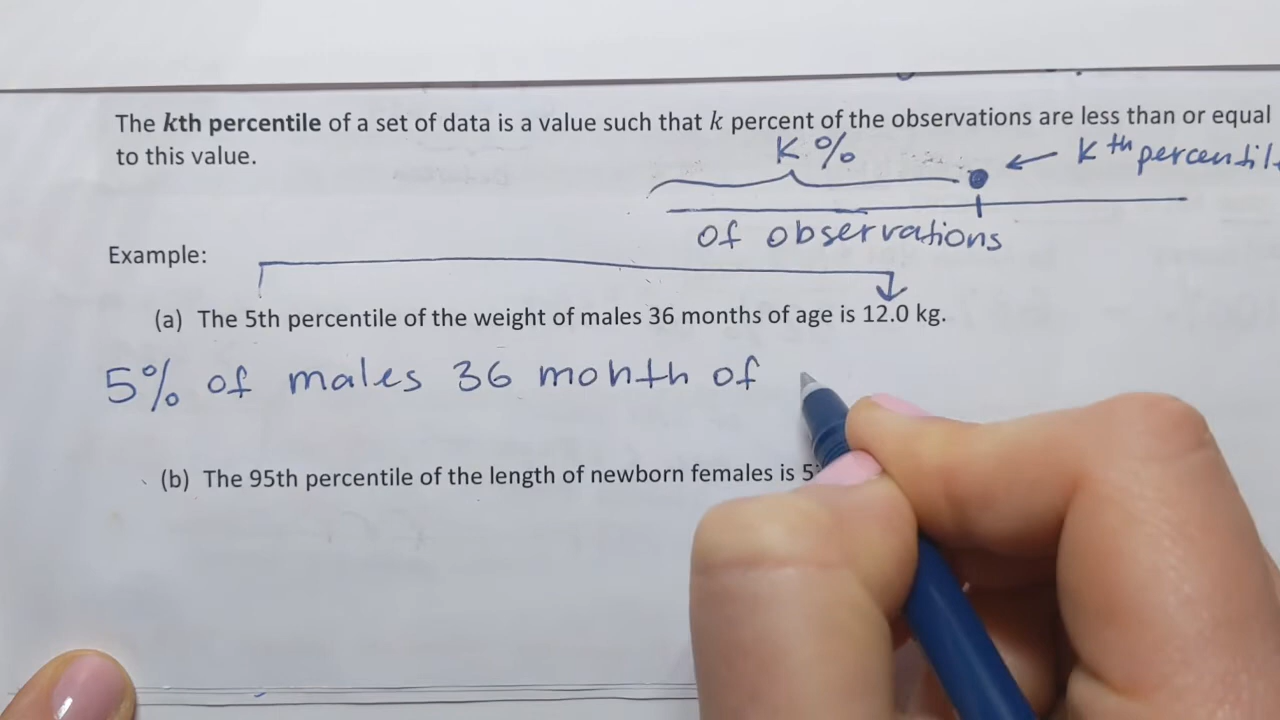 The kth percentile of a set of data is a value such that k percent of the observations are less than or equal
to this value.
K %
Kth
of observations
Example:
(a) The 5th percentile of the weight of males 36 months of age is 12.0 kg.
5% of males 36 month of
(b) The 95th percentile of the length of newborn females is